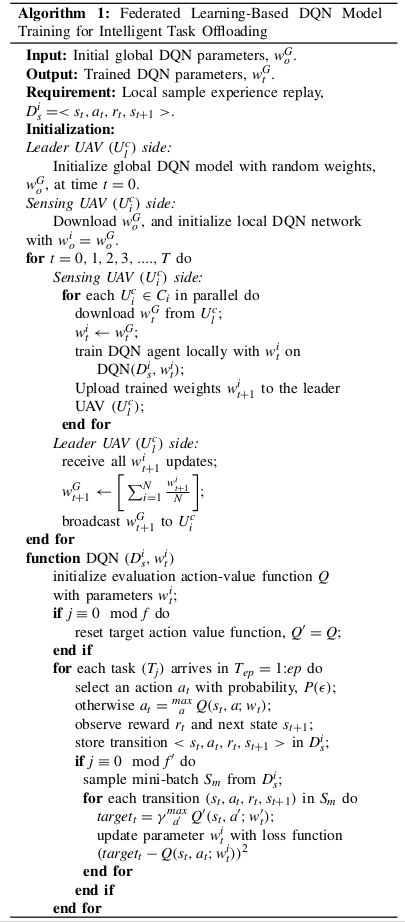 Algorithm 1: Federated Learning-Based DQN Model
Training for Intelligent Task Offloading
Input: Initial global DQN parameters, $w_o^G$.
Output: Trained DQN parameters, $w_t^G$.
Requirement: Local sample experience replay,
$D_s^i$ =< $s_t, a_t, r_t, s_{t+1}$ >.
Initialization:
Leader UAV ($U_l^c$) side:
Initialize global DQN model with random weights,
$w_o^G$, at time $t = 0$.
Sensing UAV ($U_i^c$) side:
Download $w_o^G$, and initialize local DQN network
with $w_o^i = w_o^G$.
for $t = 0, 1, 2, 3, ...., T$ do
Sensing UAV ($U_i^c$) side:
for each $U_i^c \in C_i$ in parallel do
download $w_t^G$ from $U_l^c$;
$w_t^i \leftarrow w_t^G$;
train DQN agent locally with $w_t^i$ on
DQN($D_s^i, w_t^i$);
Upload trained weights $w_{t+1}^i$ to the leader
UAV ($U_l^c$);
end for
Leader UAV ($U_l^c$) side:
receive all $w_{t+1}^i$ updates;
$w_{t+1}^G \leftarrow \left[ \sum_{i=1}^{N} \frac{w_{t+1}^i}{N} \right]$;
broadcast $w_{t+1}^G$ to $U_i^c$
end for
function DQN ($D_s^i, w_t^i$)
initialize evaluation action-value function $Q$
with parameters $w_t^i$;
if $j \equiv 0 \mod f$ do
reset target action value function, $Q' = Q$;
end if
for each task ($T_j$) arrives in $T_{ep}$ = 1:$ep$ do
select an action $a_t$ with probability, $P(\epsilon)$;
otherwise $a_t = \max_a Q(s_t, a; w_t)$;
observe reward $r_t$ and next state $s_{t+1}$;
store transition < $s_t, a_t, r_t, s_{t+1}$ > in $D_s^i$;
if $j \equiv 0 \mod f'$ do
sample mini-batch $S_m$ from $D_s^i$;
for each transition ($s_t, a_t, r_t, s_{t+1}$) in $S_m$ do
$target_t = \gamma \max_{a'} Q'(s_t, a'; w_t')$;
update parameter $w_t^i$ with loss function
$(target_t - Q(s_t, a_t; w_t^i))^2$
end for
end if
end for